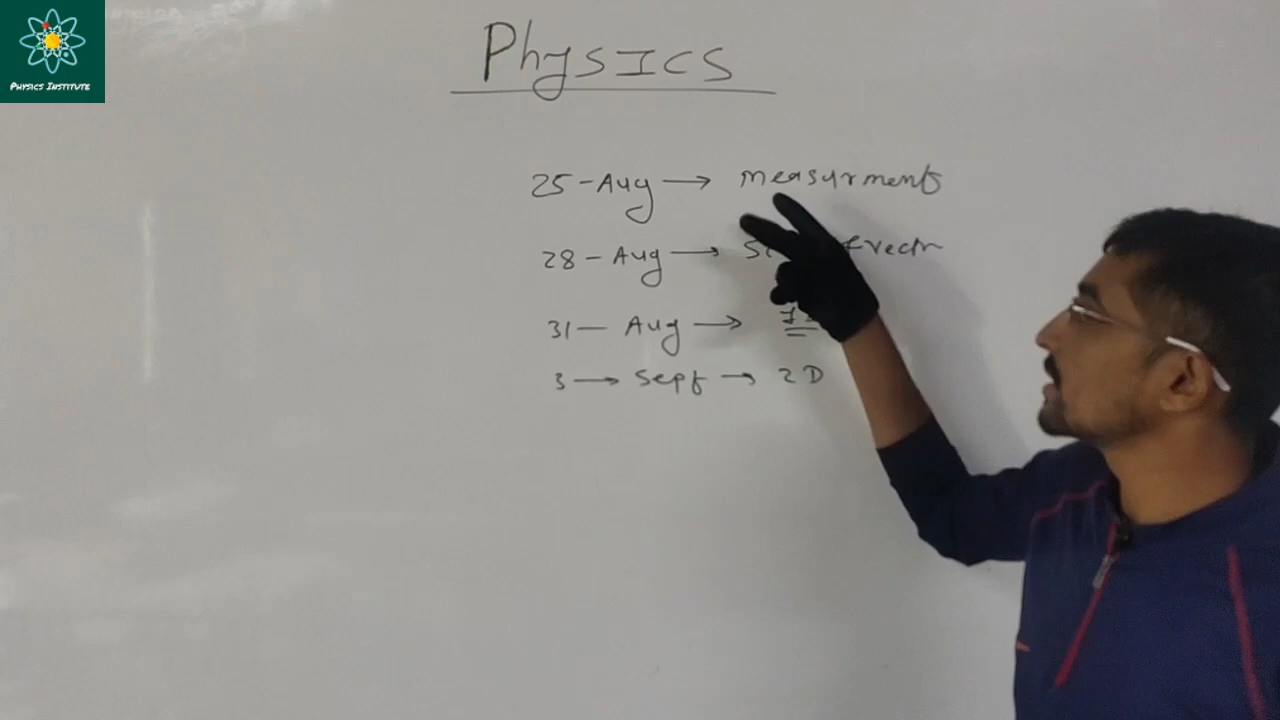 PHYSICS INSTITUTE
Physics
25-Aug → measurment
28-Aug →
31-Aug →
3 → Sept → 2D